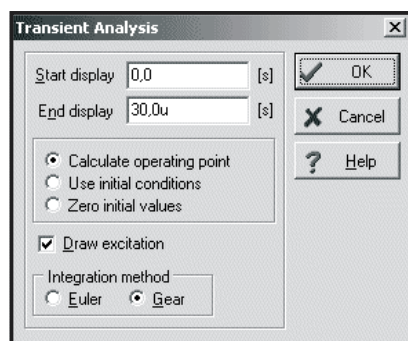 Transient Analysis
Start display 0,0 [s]
End display 30,0u [s]
Calculate operating point
Use initial conditions
Zero initial values
Draw excitation
Integration method
Euler Gear
OK
Cancel
? Help